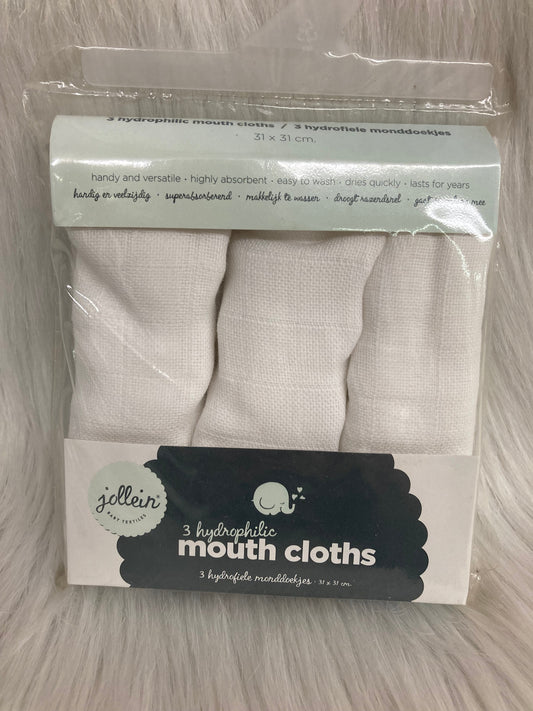 3 hydrophilic mouth cloths / 3 hydrofiele monddoekjes
31 x 31 cm.
handy and versatile · highly absorbent · easy to wash · dries quickly · lasts for years
handig en veelzijdig · superabsorberend · makkelijk te wassen · droogt razendsnel · gaat mee
jollein®
BABY TEXTILES
3 hydrophilic
mouth cloths
3 hydrofiele monddoekjes · 31 x 31 cm.